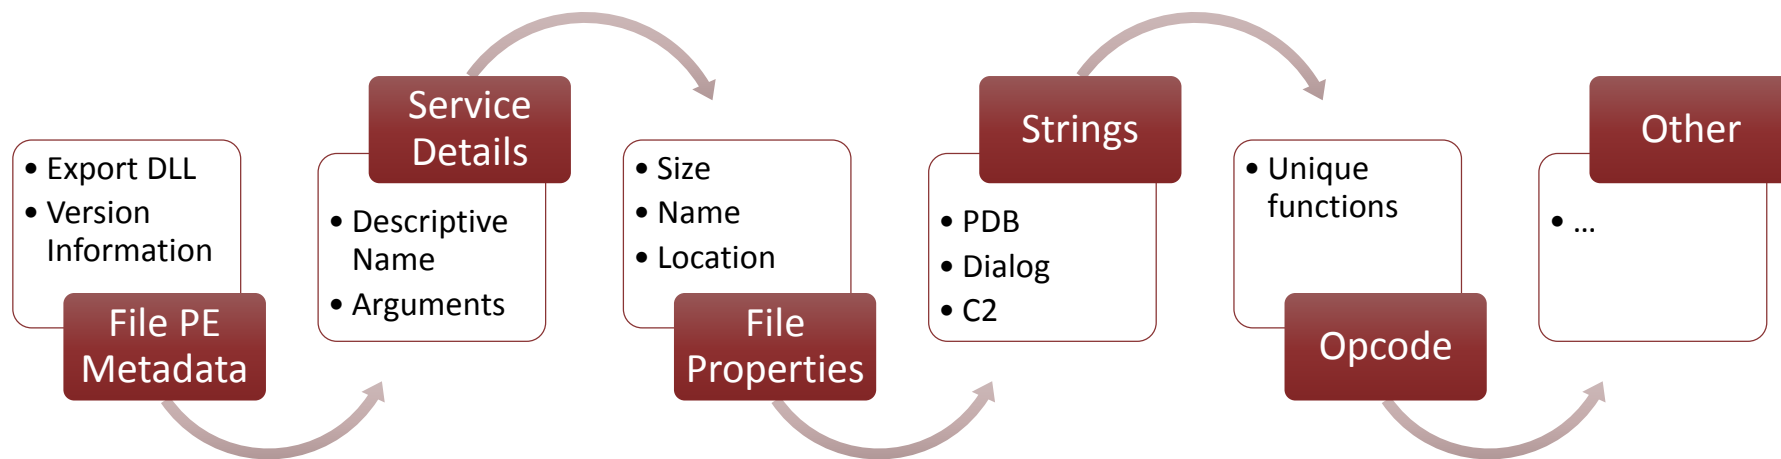 • Export DLL
• Version
Information
File PE
Metadata
Service
Details
• Descriptive
Name
• Arguments
• Size
• Name
• Location
File
Properties
Strings
• PDB
• Dialog
• C2
• Unique
functions
Opcode
Other
• ...